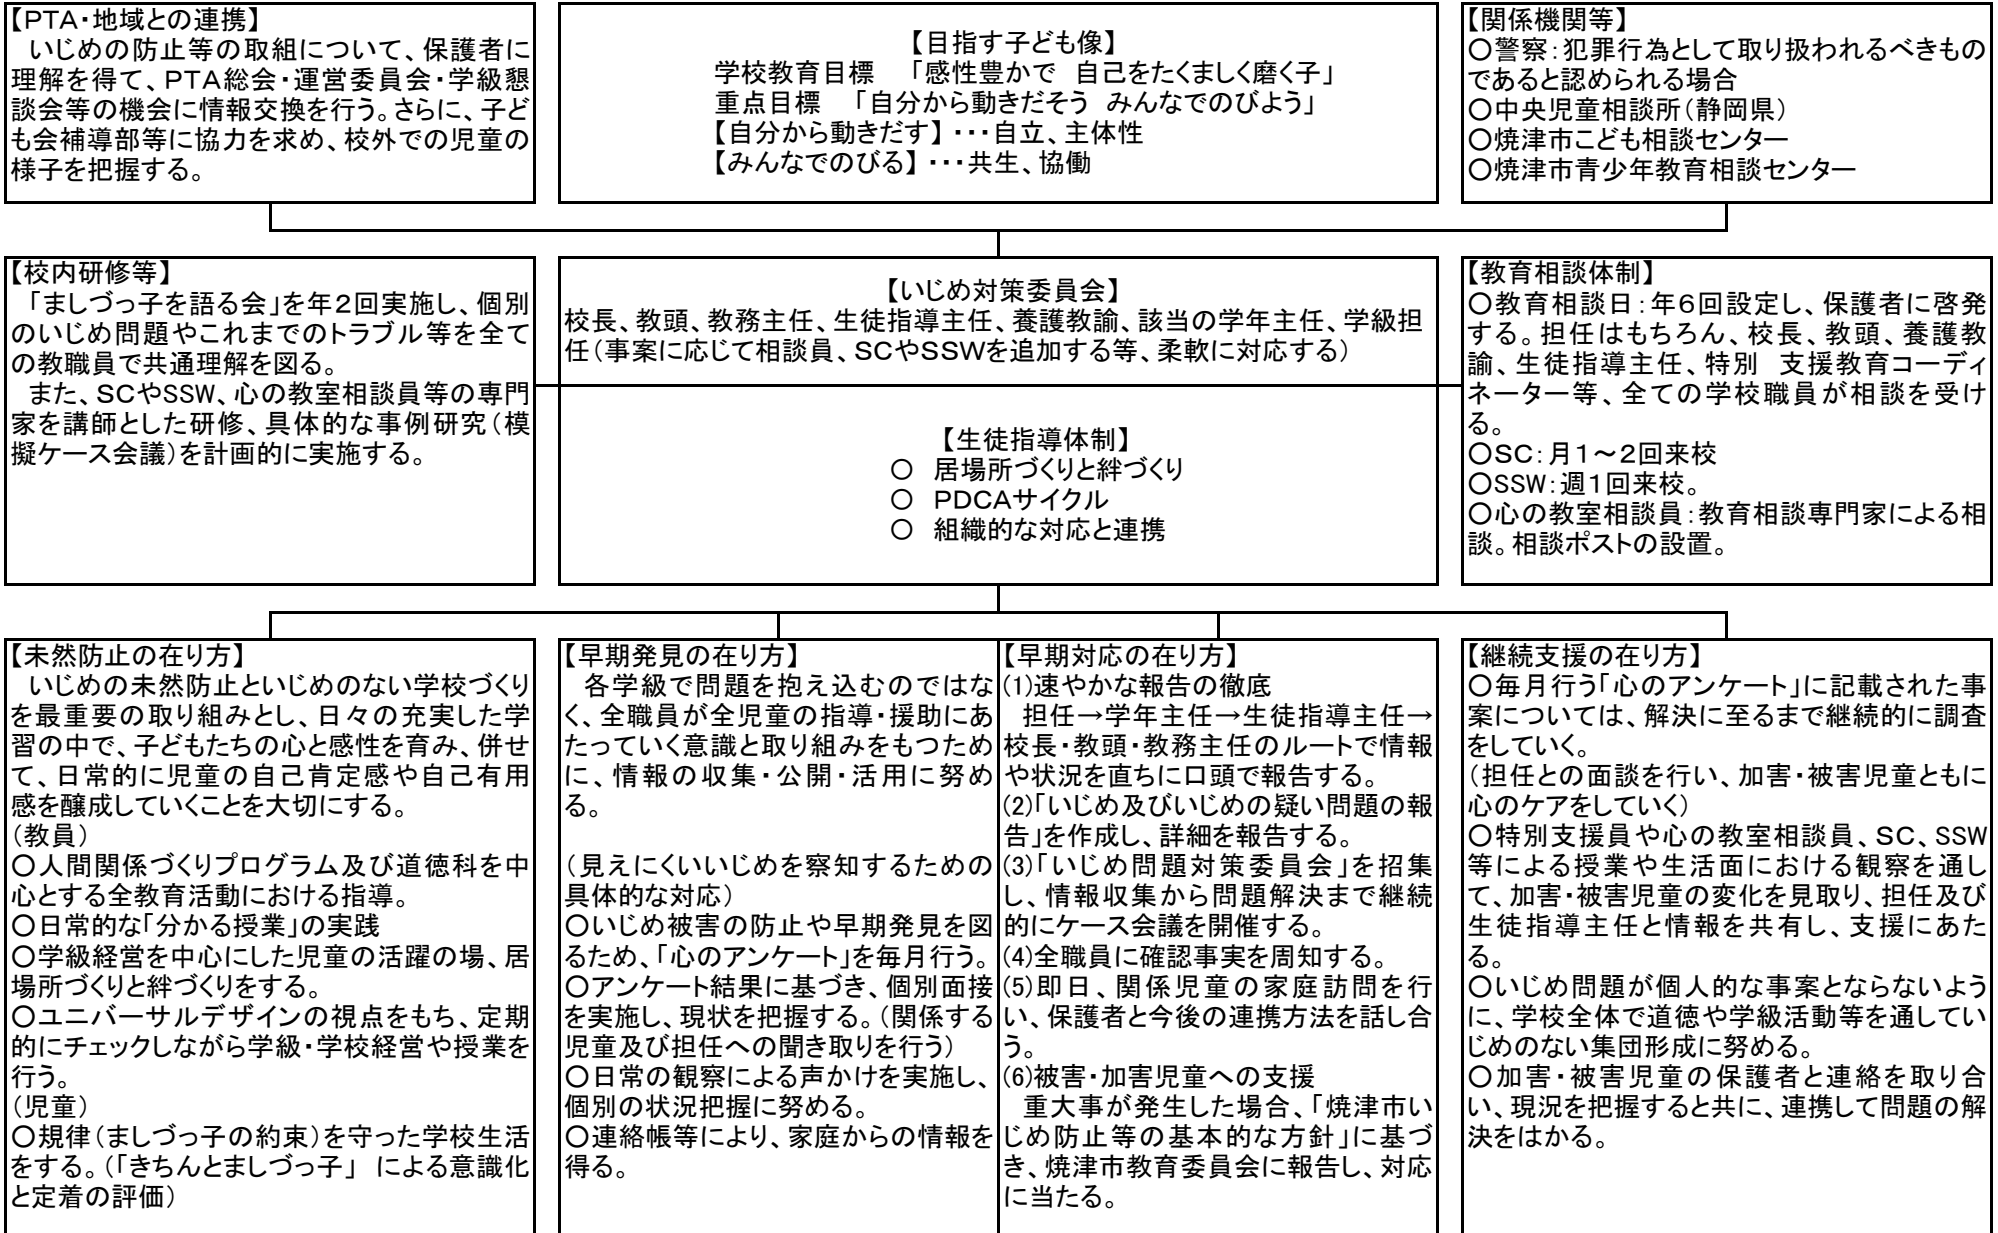 【PTA・地域との連携】
いじめの防止等の取組について、保護者に
理解を得て、PTA総会・運営委員会・学級懇
談会等の機会に情報交換を行う。さらに、子ど
も会補導部等に協力を求め、校外での児童の
様子を把握する。
【目指す子ども像】
学校教育目標　「感性豊かで　自己をたくましく磨く子」
重点目標　「自分から動きだそう　みんなでのびよう」
【自分から動きだす】・・・自立、主体性
【みんなでのびる】・・・共生、協働
【関係機関等】
○警察：犯罪行為として取り扱われるべきもの
であると認められる場合
○中央児童相談所（静岡県）
○焼津市こども相談センター
○焼津市青少年教育相談センター
【校内研修等】
「ましづっ子を語る会」を年２回実施し、個別
のいじめ問題やこれまでのトラブル等を全て
の教職員で共通理解を図る。
また、SCやSSW、心の教室相談員等の専門
家を講師とした研修、具体的な事例研究（模
擬ケース会議）を計画的に実施する。
【いじめ対策委員会】
校長、教頭、教務主任、生徒指導主任、養護教諭、該当の学年主任、学級担
任（事案に応じて相談員、SCやSSWを追加する等、柔軟に対応する）
【生徒指導体制】
○　居場所づくりと絆づくり
○　PDCAサイクル
○　組織的な対応と連携
【教育相談体制】
○教育相談日：年６回設定し、保護者に啓発
する。担任はもちろん、校長、教頭、養護教
諭、生徒指導主任、特別　支援教育コーディ
ネーター等、全ての学校職員が相談を受け
る。
○SC：月１～２回来校
○SSW：週１回来校。
○心の教室相談員：教育相談専門家による相
談。相談ポストの設置。
【未然防止の在り方】
いじめの未然防止といじめのない学校づくり
を最重要の取り組みとし、日々の充実した学
習の中で、子どもたちの心と感性を育み、併せ
て、日常的に児童の自己肯定感や自己有用
感を醸成していくことを大切にする。
（教員）
○人間関係づくりプログラム及び道徳科を中
心とする全教育活動における指導。
○日常的な「分かる授業」の実践
○学級経営を中心にした児童の活躍の場、居
場所づくりと絆づくりをする。
○ユニバーサルデザインの視点をもち、定期
的にチェックしながら学級・学校経営や授業を
行う。
（児童）
○規律（ましづっ子の約束）を守った学校生活
をする。（「きちんとましづっ子」　による意識化
と定着の評価）
【早期発見の在り方】
各学級で問題を抱え込むのではな
く、全職員が全児童の指導・援助にあ
たっていく意識と取り組みをもつため
に、情報の収集・公開・活用に努め
る。
（見えにくいいじめを察知するための
具体的な対応）
○いじめ被害の防止や早期発見を図
るため、「心のアンケート」を毎月行う。
○アンケート結果に基づき、個別面接
を実施し、現状を把握する。（関係する
児童及び担任への聞き取りを行う）
○日常の観察による声かけを実施し、
個別の状況把握に努める。
○連絡帳等により、家庭からの情報を
得る。
【早期対応の在り方】
(1)速やかな報告の徹底
担任→学年主任→生徒指導主任→
校長・教頭・教務主任のルートで情報
や状況を直ちに口頭で報告する。
(2)「いじめ及びいじめの疑い問題の報
告」を作成し、詳細を報告する。
(3)「いじめ問題対策委員会」を招集
し、情報収集から問題解決まで継続
的にケース会議を開催する。
(4)全職員に確認事実を周知する。
(5)即日、関係児童の家庭訪問を行
い、保護者と今後の連携方法を話し合
う。
(6)被害・加害児童への支援
重大事が発生した場合、「焼津市い
じめ防止等の基本的な方針」に基づ
き、焼津市教育委員会に報告し、対応
に当たる。
【継続支援の在り方】
○毎月行う「心のアンケート」に記載された事
案については、解決に至るまで継続的に調査
をしていく。
（担任との面談を行い、加害・被害児童ともに
心のケアをしていく）
○特別支援員や心の教室相談員、SC、SSW
等による授業や生活面における観察を通し
て、加害・被害児童の変化を見取り、担任及び
生徒指導主任と情報を共有し、支援にあた
る。
○いじめ問題が個人的な事案とならないよう
に、学校全体で道徳や学級活動等を通してい
じめのない集団形成に努める。
○加害・被害児童の保護者と連絡を取り合
い、現況を把握すると共に、連携して問題の解
決をはかる。